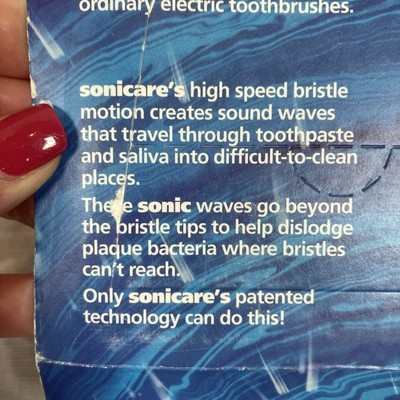 ordinary electric toothbrushes.
sonicare's high speed bristle
motion creates sound waves
that travel through toothpaste
and saliva into difficult-to-clean
places.
These sonic waves go beyond
the bristle tips to help dislodge
plaque bacteria where bristles
can't reach.
Only sonicare's patented
technology can do this!